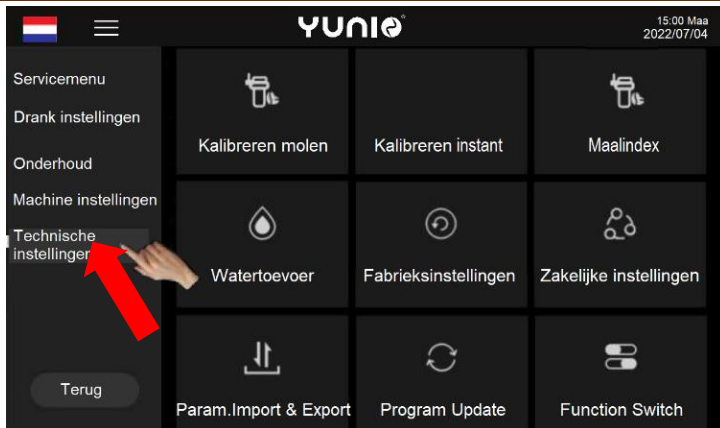 YUNIO
15:00 Maa
2022/07/04
Servicemenu
Drank instellingen
Onderhoud
Machine instellingen
Technische
instellingen
Terug
Kalibreren molen
Kalibreren instant
Maalindex
Watertoevoer
Fabrieksinstellingen
Zakelijke instellingen
Param.Import & Export
Program Update
Function Switch